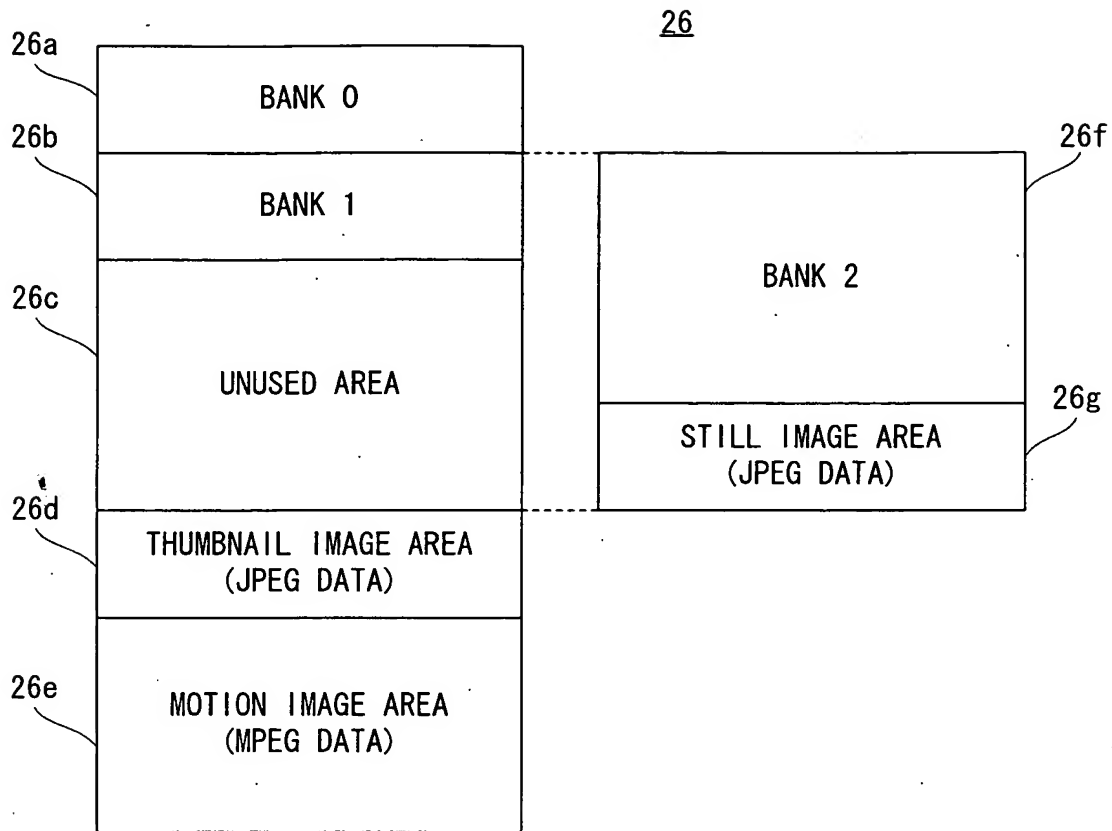 26
26a
BANK 0
26b
BANK 1
26f
BANK 2
26c
UNUSED AREA
26g
STILL IMAGE AREA
(JPEG DATA)
26d
THUMBNAIL IMAGE AREA
(JPEG DATA)
26e
MOTION IMAGE AREA
(MPEG DATA)